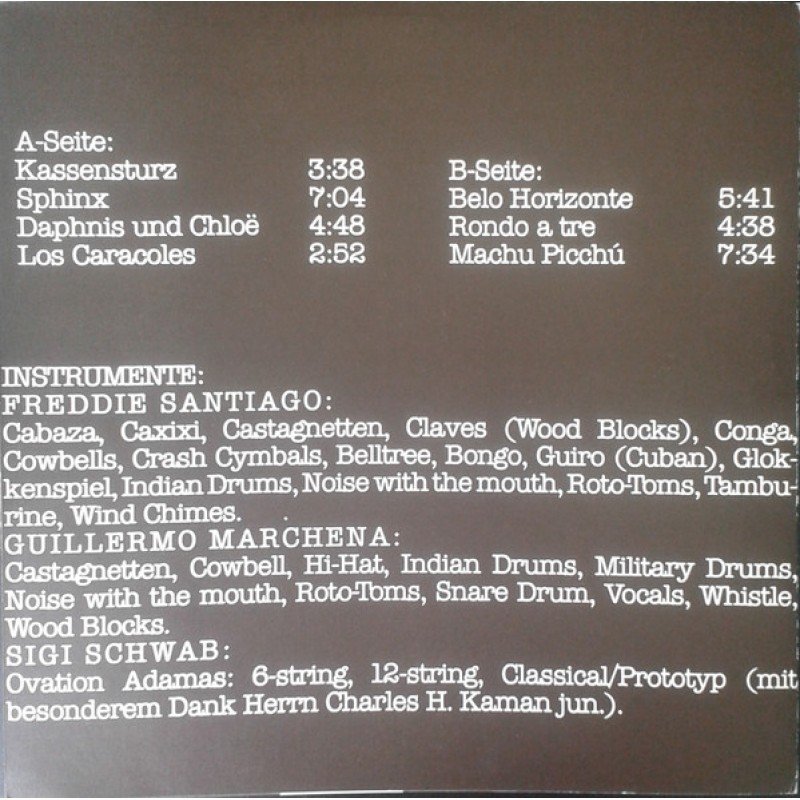 A-Seite:
Kassensturz 3:38
Sphinx 7:04
Daphnis und Chloë 4:48
Los Caracoles 2:52
B-Seite:
Belo Horizonte 5:41
Rondo a tre 4:38
Machu Picchú 7:34
INSTRUMENTE:
FREDDIE SANTIAGO:
Cabaza, Caxixi, Castagnetten, Claves (Wood Blocks), Conga,
Cowbells, Crash Cymbals, Belltree, Bongo, Guiro (Cuban), Glok-
kenspiel, Indian Drums, Noise with the mouth, Roto-Toms, Tambu-
rine, Wind Chimes.
GUILLERMO MARCHENA:
Castagnetten, Cowbell, Hi-Hat, Indian Drums, Military Drums,
Noise with the mouth, Roto-Toms, Snare Drum, Vocals, Whistle,
Wood Blocks.
SIGI SCHWAB:
Ovation Adamas: 6-string, 12-string, Classical/Prototyp (mit
besonderem Dank Herrn Charles H. Kaman jun.).